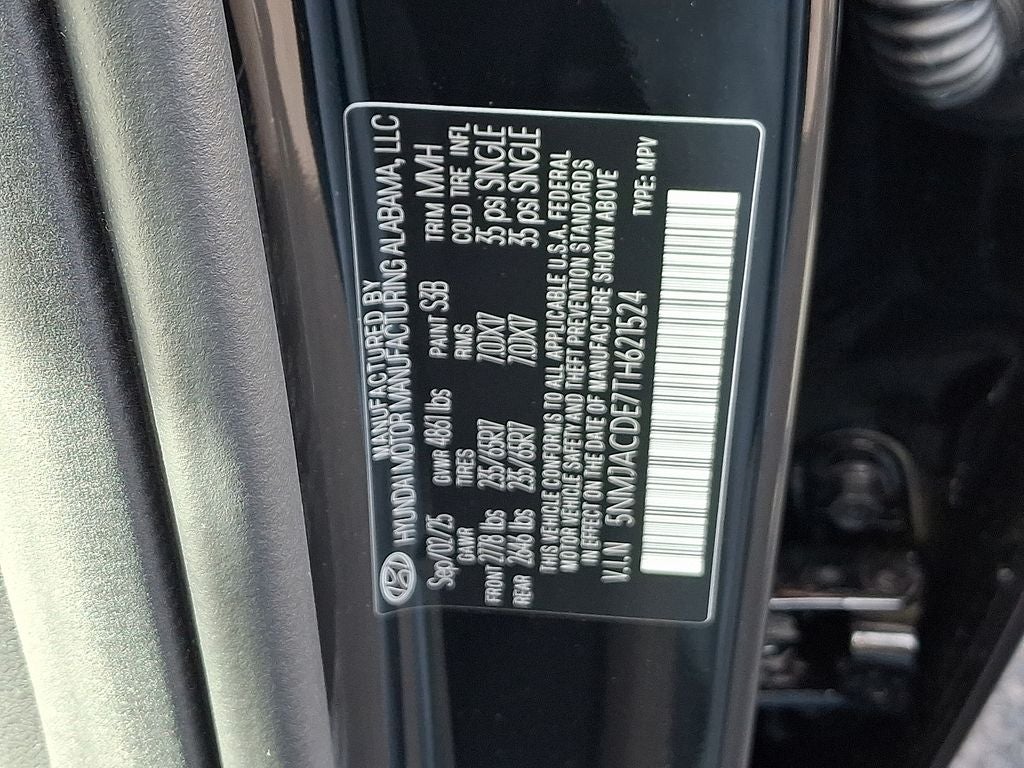 MANUFACTURED BY
HYUNDAI MOTOR MANUFACTURING ALABAMA, LLC
Sep/02/25 GVWR 4861 lbs PAINT S3B TRIM MMH
GAWR TIRES RMS COLD TIRE INFL
FRONT 2778 lbs 235/65R17 7.0JX17 35 psi SINGLE
REAR 2646 lbs 235/65R17 7.0JX17 35 psi SINGLE
THIS VEHICLE CONFORMS TO ALL APPLICABLE U.S.A. FEDERAL
MOTOR VEHICLE SAFETY AND THEFT PREVENTION STANDARDS
IN EFFECT ON THE DATE OF MANUFACTURE SHOWN ABOVE
V.I.N 5NMJACDE7TH621524 TYPE: MPV